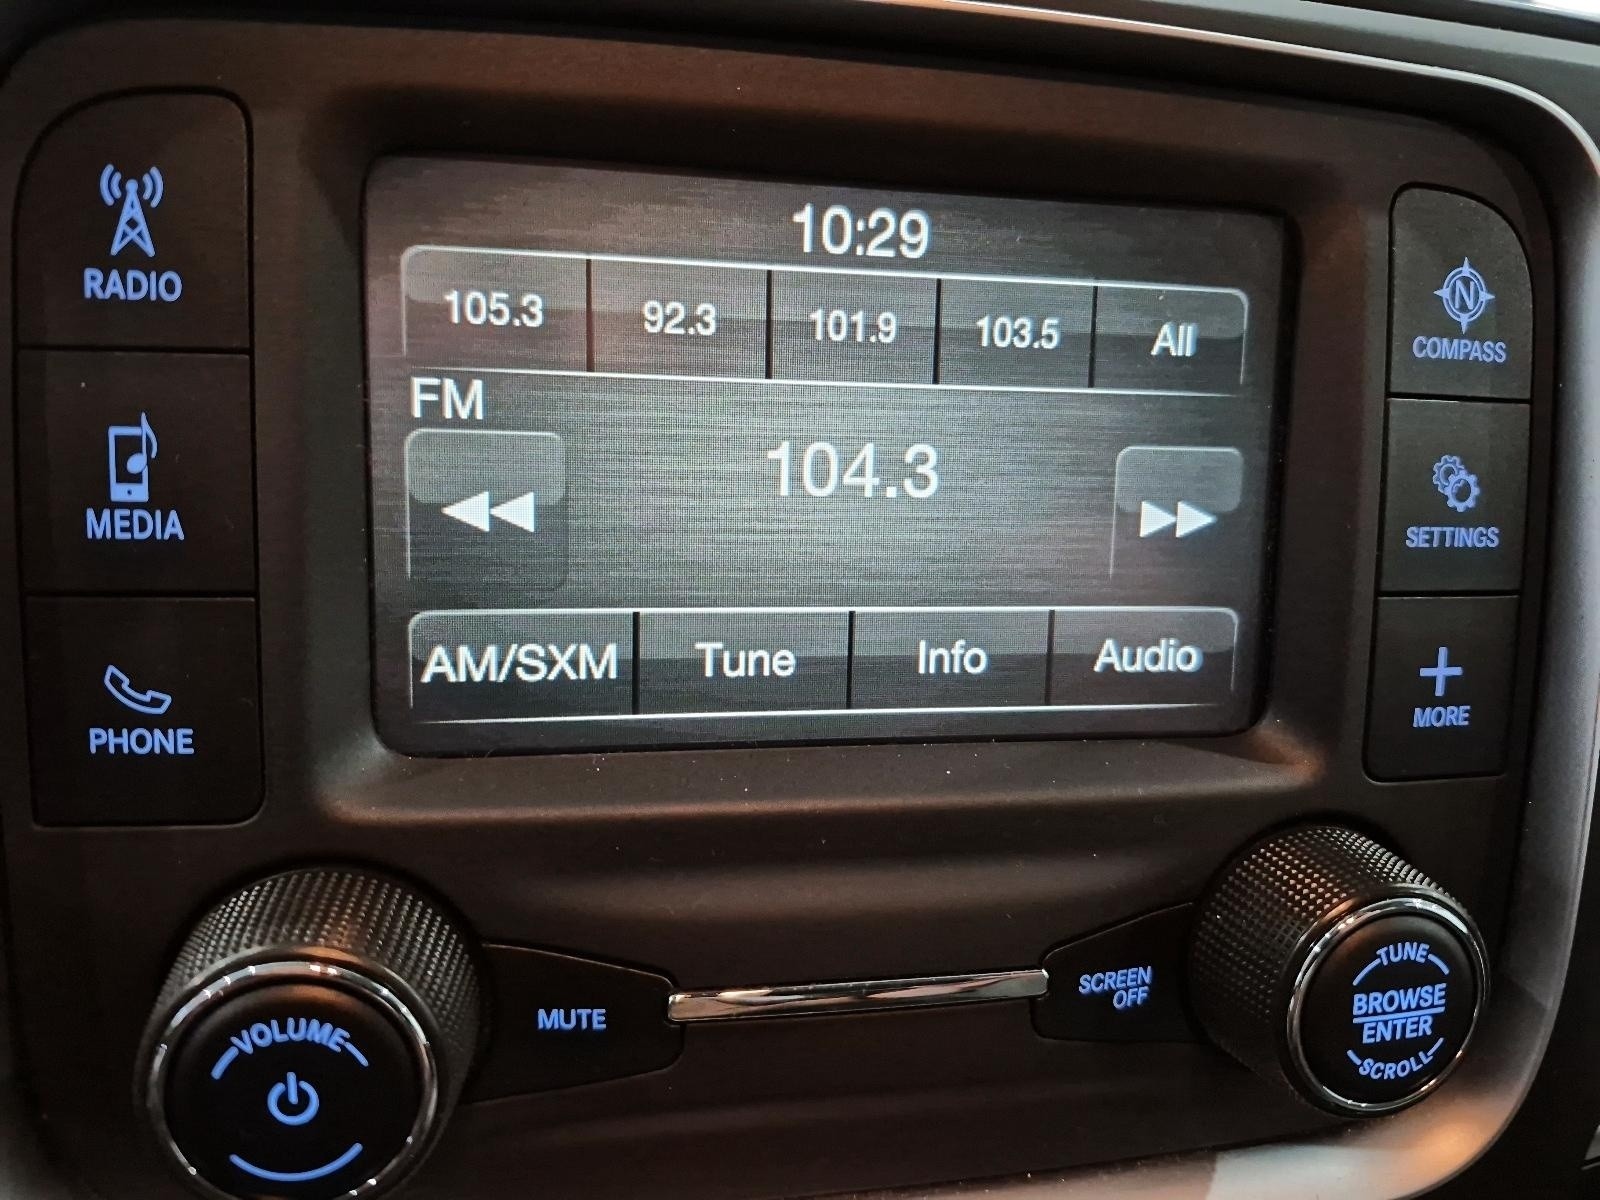 10:29
105.3 92.3 101.9 103.5 All
FM
104.3
AM/SXM Tune Info Audio
RADIO
MEDIA
PHONE
N
COMPASS
SETTINGS
MORE
VOLUME
MUTE
SCREEN
OFF
TUNE
BROWSE
ENTER
SCROLL